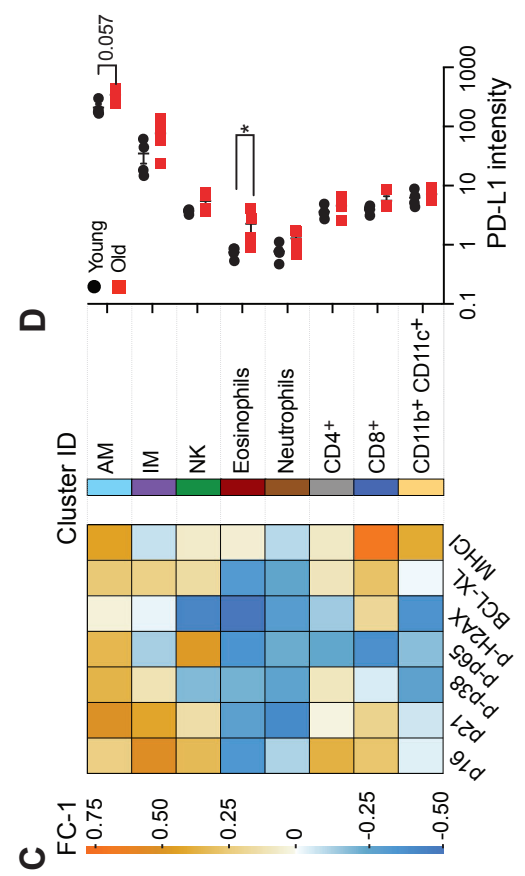 C
FC-1
0.75
0.50
0.25
0
-0.25
-0.50
p16
p21
p-p38
p-p65
p-H2AX
BCL-XL
MHCI
Cluster ID
AM
IM
NK
Eosinophils
Neutrophils
CD4+
CD8+
CD11b+ CD11c+
D
Young
Old
0.057
*
0.1
1
10
100
1000
PD-L1 intensity